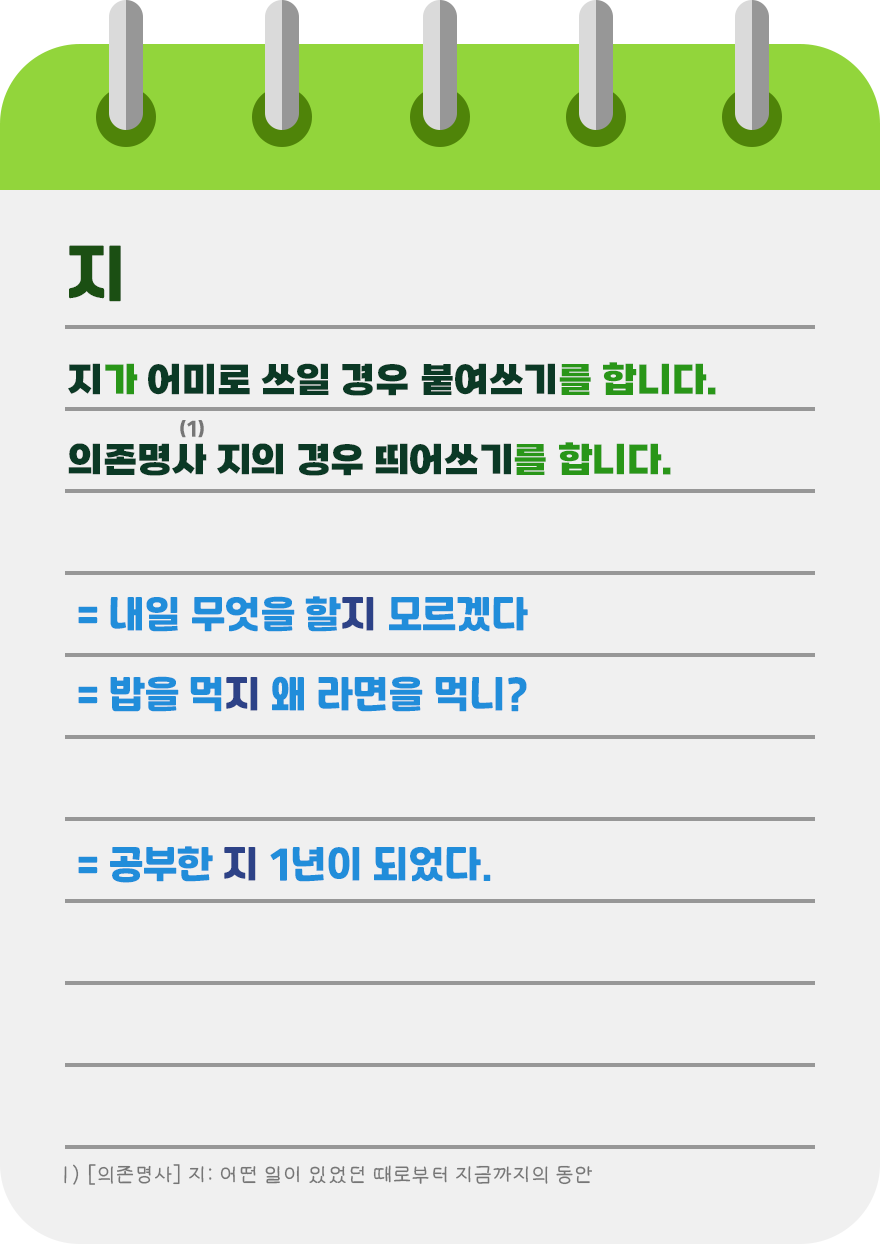 지
지가 어미로 쓰일 경우 붙여쓰기를 합니다.
(1)
의존명사 지의 경우 띄어쓰기를 합니다.
= 내일 무엇을 할지 모르겠다
= 밥을 먹지 왜 라면을 먹니?
= 공부한 지 1년이 되었다.
1) [의존명사] 지: 어떤 일이 있었던 때로부터 지금까지의 동안